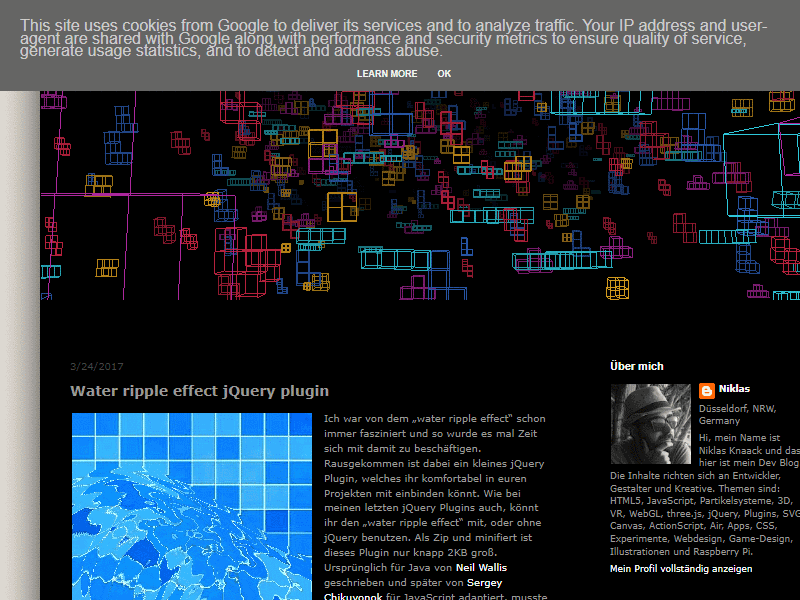 This site uses cookies from Google to deliver its services and to analyze traffic. Your IP address and user-
agent are shared with Google along with performance and security metrics to ensure quality of service,
generate usage statistics, and to detect and address abuse.
LEARN MORE OK
3/24/2017
Water ripple effect jQuery plugin
Ich war von dem „water ripple effect“ schon
immer fasziniert und so wurde es mal Zeit
sich mit damit zu beschäftigen.
Rausgekommen ist dabei ein kleines jQuery
Plugin, welches ihr komfortabel in euren
Projekten mit einbinden könnt. Wie bei
meinen letzten jQuery Plugins auch, könnt
ihr den „water ripple effect“ mit, oder ohne
jQuery benutzen. Als Zip und minifiert ist
dieses Plugin nur knapp 2KB groß.
Ursprünglich für Java von Neil Wallis
geschrieben und später von Sergey
Chikuyonok für JavaScript adaptiert, musste
Über mich
Niklas
Düsseldorf, NRW,
Germany
Hi, mein Name ist
Niklas Knaack und das
hier ist mein Dev Blog
Die Inhalte richten sich an Entwickler,
Gestalter und Kreative. Themen sind:
HTML5, JavaScript, Partikelsysteme, 3D,
VR, WebGL, three.js, jQuery, Plugins, SVG
Canvas, ActionScript, Air, Apps, CSS,
Experimente, Webdesign, Game-Design,
Illustrationen und Raspberry Pi.
Mein Profil vollständig anzeigen